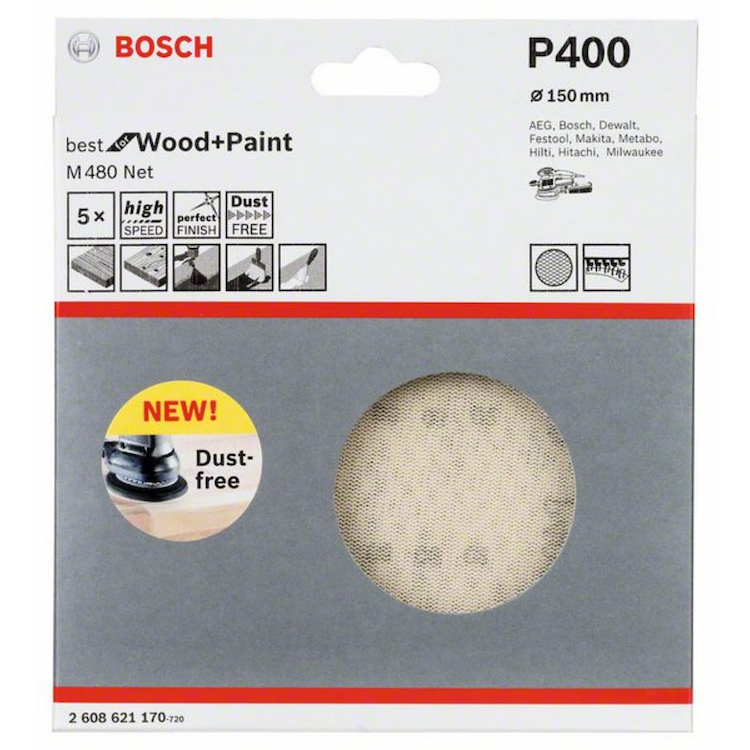 BOSCH
P400
Ø 150 mm
AEG, Bosch, Dewalt,
Festool, Makita, Metabo,
Hilti, Hitachi, Milwaukee
best for Wood+Paint
M 480 Net
5×
high
SPEED
perfect
FINISH
Dust
FREE
NEW!
Dust-
free
2 608 621 170-720